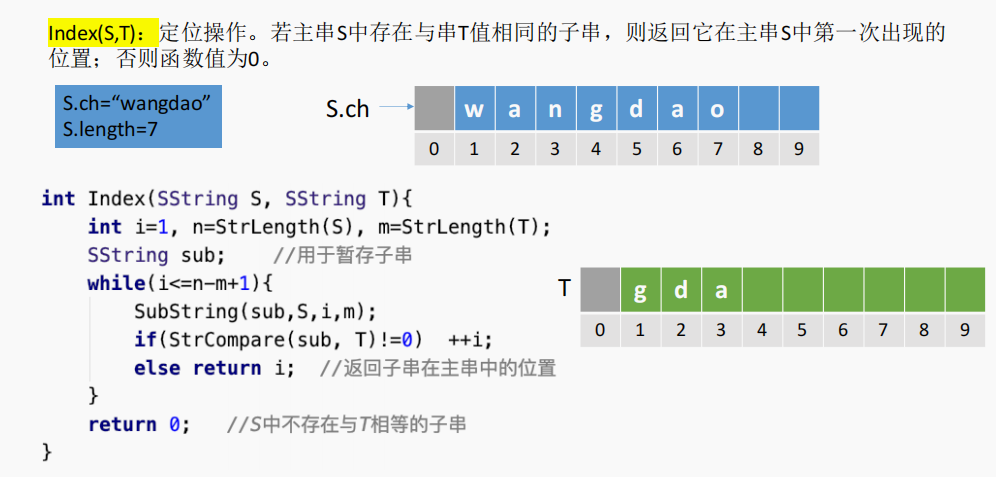 Index(S,T)：定位操作。若主串S中存在与串T值相同的子串，则返回它在主串S中第一次出现的
位置；否则函数值为0。
S.ch=“wangdao”
S.length=7
S.ch
w a n g d a o
0 1 2 3 4 5 6 7 8 9
int Index(SString S, SString T){
int i=1, n=StrLength(S), m=StrLength(T);
SString sub; //用于暂存子串
while(i<=n-m+1){
SubString(sub,S,i,m);
if(StrCompare(sub, T)!=0) ++i;
else return i; //返回子串在主串中的位置
}
return 0; //S中不存在与T相等的子串
}
T
g d a
0 1 2 3 4 5 6 7 8 9